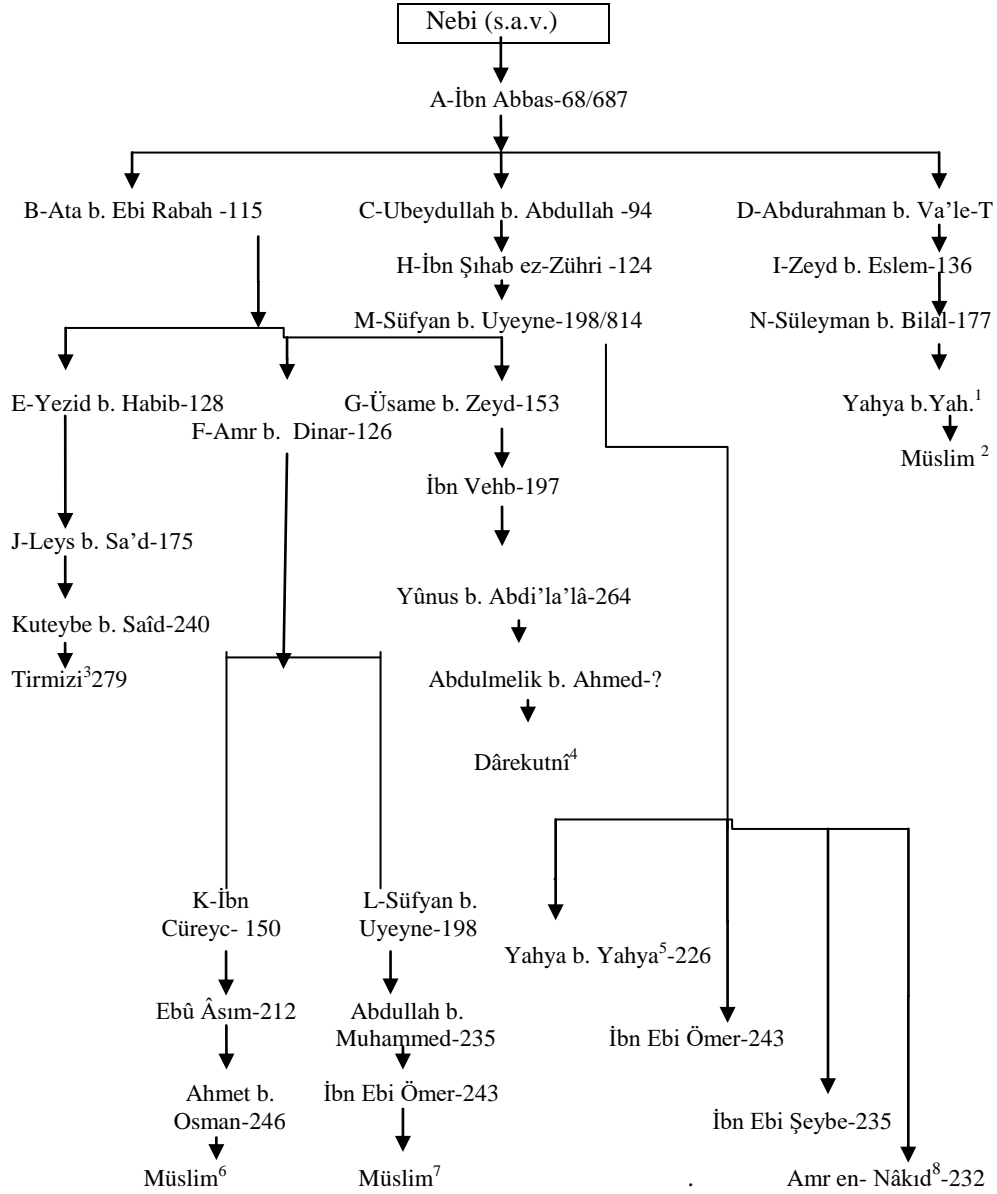 Nebi (s.a.v.)
A-İbn Abbas-68/687
B-Ata b. Ebi Rabah -115
C-Ubeydullah b. Abdullah -94
D-Abdurahman b. Va’le-T
H-İbn Şıhab ez-Zühri -124
I-Zeyd b. Eslem-136
M-Süfyan b. Uyeyne-198/814
N-Süleyman b. Bilal-177
E-Yezid b. Habib-128
G-Üsame b. Zeyd-153
Yahya b.Yah.1
F-Amr b. Dinar-126
Müslim 2
İbn Vehb-197
J-Leys b. Sa’d-175
Yûnus b. Abdi’la’lâ-264
Kuteybe b. Saîd-240
Tirmizi3279
Abdulmelik b. Ahmed-?
Dârekutnî4
K-İbn
Cüreyc- 150
L-Süfyan b.
Uyeyne-198
Yahya b. Yahya5-226
Ebû Âsım-212
Abdullah b.
Muhammed-235
İbn Ebi Ömer-243
Ahmet b.
Osman-246
İbn Ebi Ömer-243
İbn Ebi Şeybe-235
Müslim6
Müslim7
.
Amr en- Nâkıd8-232